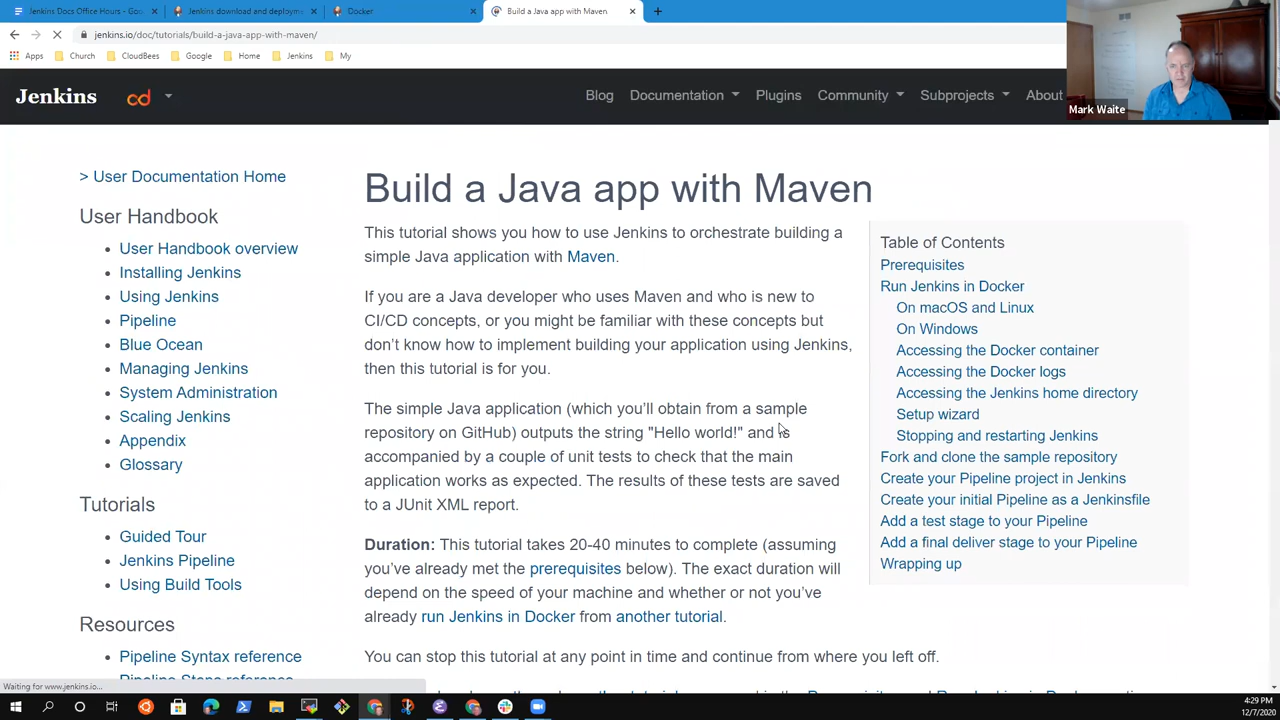 Jenkins Docs Office Hours - Goo
Jenkins download and deployme
Docker
Build a Java app with Maven
jenkins.io/doc/tutorials/build-a-java-app-with-maven/
Apps
Church
CloudBees
Google
Home
Jenkins
My
Mark Waite
Jenkins
cd
Blog
Documentation
Plugins
Community
Subprojects
About
> User Documentation Home
User Handbook
User Handbook overview
Installing Jenkins
Using Jenkins
Pipeline
Blue Ocean
Managing Jenkins
System Administration
Scaling Jenkins
Appendix
Glossary
Tutorials
Guided Tour
Jenkins Pipeline
Using Build Tools
Resources
Pipeline Syntax reference
Pipeline Steps reference
Build a Java app with Maven
This tutorial shows you how to use Jenkins to orchestrate building a
simple Java application with Maven.
If you are a Java developer who uses Maven and who is new to
CI/CD concepts, or you might be familiar with these concepts but
don't know how to implement building your application using Jenkins,
then this tutorial is for you.
The simple Java application (which you'll obtain from a sample
repository on GitHub) outputs the string "Hello world!" and is
accompanied by a couple of unit tests to check that the main
application works as expected. The results of these tests are saved
to a JUnit XML report.
Duration: This tutorial takes 20-40 minutes to complete (assuming
you've already met the prerequisites below). The exact duration will
depend on the speed of your machine and whether or not you've
already run Jenkins in Docker from another tutorial.
You can stop this tutorial at any point in time and continue from where you left off.
Table of Contents
Prerequisites
Run Jenkins in Docker
On macOS and Linux
On Windows
Accessing the Docker container
Accessing the Docker logs
Accessing the Jenkins home directory
Setup wizard
Stopping and restarting Jenkins
Fork and clone the sample repository
Create your Pipeline project in Jenkins
Create your initial Pipeline as a Jenkinsfile
Add a test stage to your Pipeline
Add a final deliver stage to your Pipeline
Wrapping up
Waiting for www.jenkins.io...
4:29 PM
12/7/2020